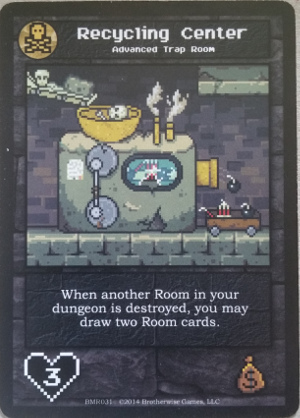 Recycling Center
Advanced Trap Room
When another Room in your
dungeon is destroyed, you may
draw two Room cards.
3
BMR031 ©2014 Brotherwise Games, LLC